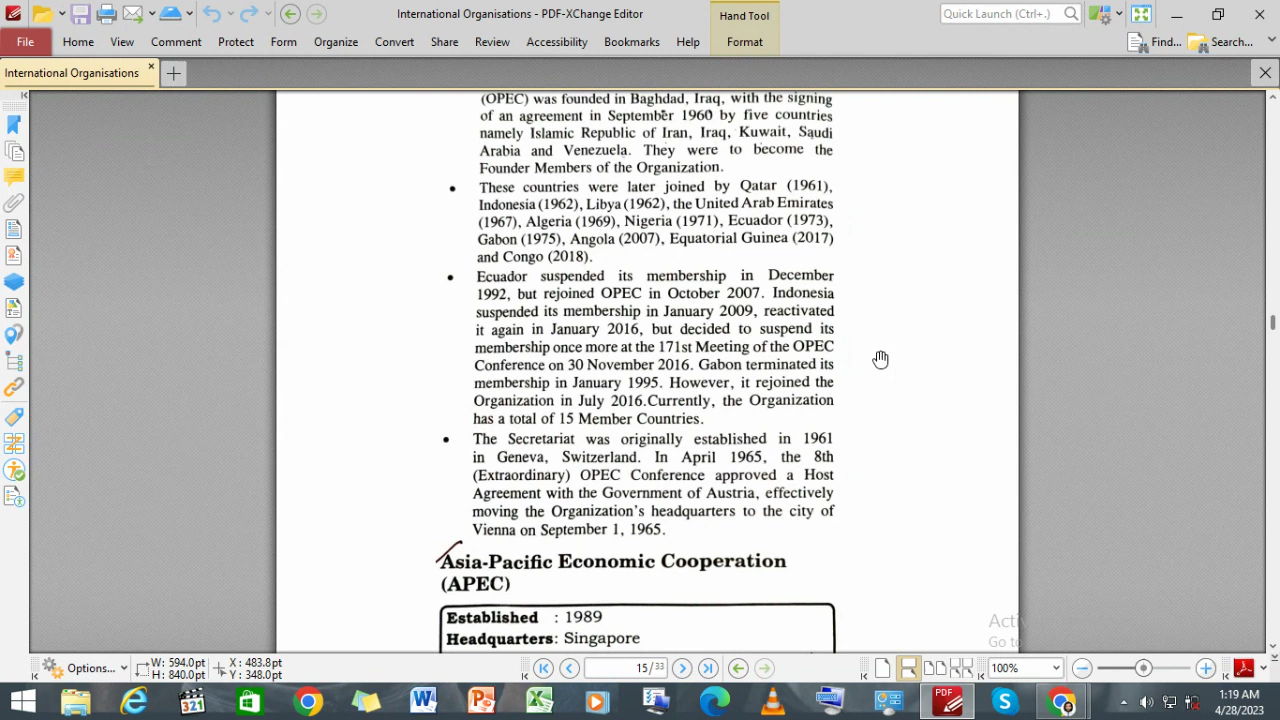 International Organisations - PDF-XChange Editor
Hand Tool
Quick Launch (Ctrl+.)
File
Home
View
Comment
Protect
Form
Organize
Convert
Share
Review
Accessibility
Bookmarks
Help
Format
Find...
Search...
International Organisations
(OPEC) was founded in Baghdad, Iraq, with the signing
of an agreement in September 1960 by five countries
namely Islamic Republic of Iran, Iraq, Kuwait, Saudi
Arabia and Venezuela. They were to become the
Founder Members of the Organization.
• These countries were later joined by Qatar (1961),
Indonesia (1962), Libya (1962), the United Arab Emirates
(1967), Algeria (1969), Nigeria (1971), Ecuador (1973),
Gabon (1975), Angola (2007), Equatorial Guinea (2017)
and Congo (2018).
• Ecuador suspended its membership in December
1992, but rejoined OPEC in October 2007. Indonesia
suspended its membership in January 2009, reactivated
it again in January 2016, but decided to suspend its
membership once more at the 171st Meeting of the OPEC
Conference on 30 November 2016. Gabon terminated its
membership in January 1995. However, it rejoined the
Organization in July 2016.Currently, the Organization
has a total of 15 Member Countries.
• The Secretariat was originally established in 1961
in Geneva, Switzerland. In April 1965, the 8th
(Extraordinary) OPEC Conference approved a Host
Agreement with the Government of Austria, effectively
moving the Organization's headquarters to the city of
Vienna on September 1, 1965.
Asia-Pacific Economic Cooperation
(APEC)
Established : 1989
Headquarters: Singapore
Activ
Go to
Options...
W: 594.0pt
H: 840.0pt
X: 483.8pt
Y: 348.0pt
15 / 33
100%
321
PDF
1:19 AM
4/28/2023